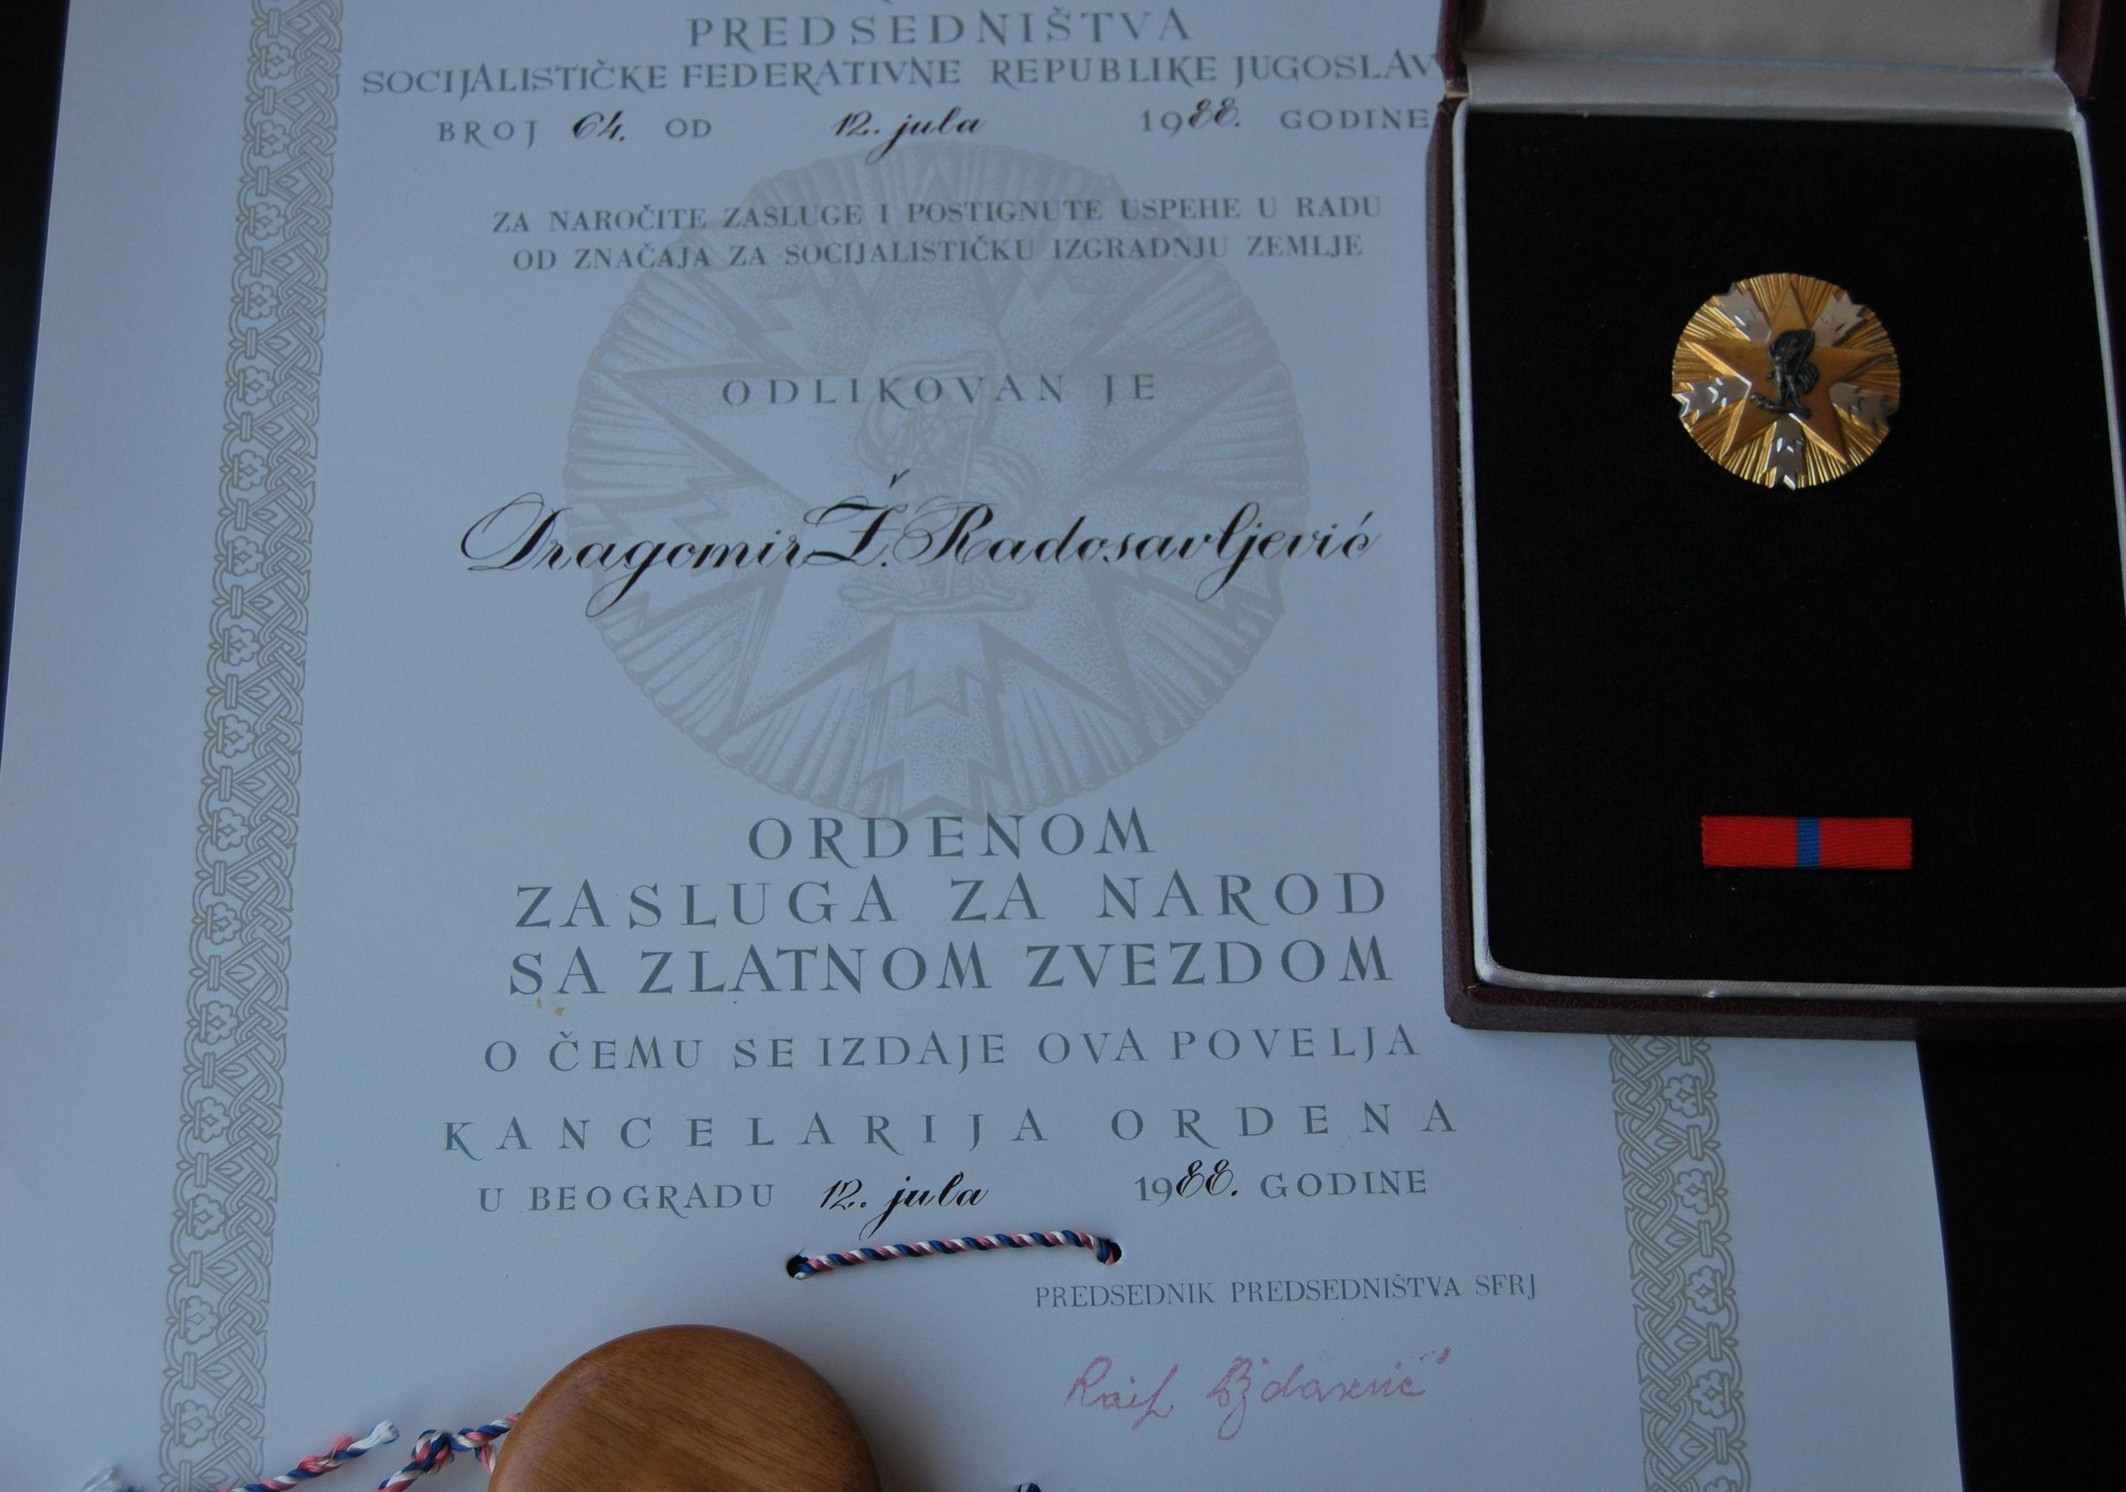 PREDSEDNIŠTVA
SOCIJALISTIČKE FEDERATIVNE REPUBLIKE JUGOSLAV
BROJ 64. OD 12. jula 1988. GODINE
ZA NAROČITE ZASLUGE I POSTIGNUTE USPEHE U RADU
OD ZNAČAJA ZA SOCIJALISTIČKU IZGRADNJU ZEMLJE
ODLIKOVAN JE
Dragomir Ž. Radosavljević
ORDENOM
ZASLUGA ZA NAROD
SA ZLATNOM ZVEZDOM
O ČEMU SE IZDAJE OVA POVELJA
KANCELARIJA ORDENA
U BEOGRADU 12. jula 1988. GODINE
PREDSEDNIK PREDSEDNIŠTVA SFRJ
Raif Dizdarević